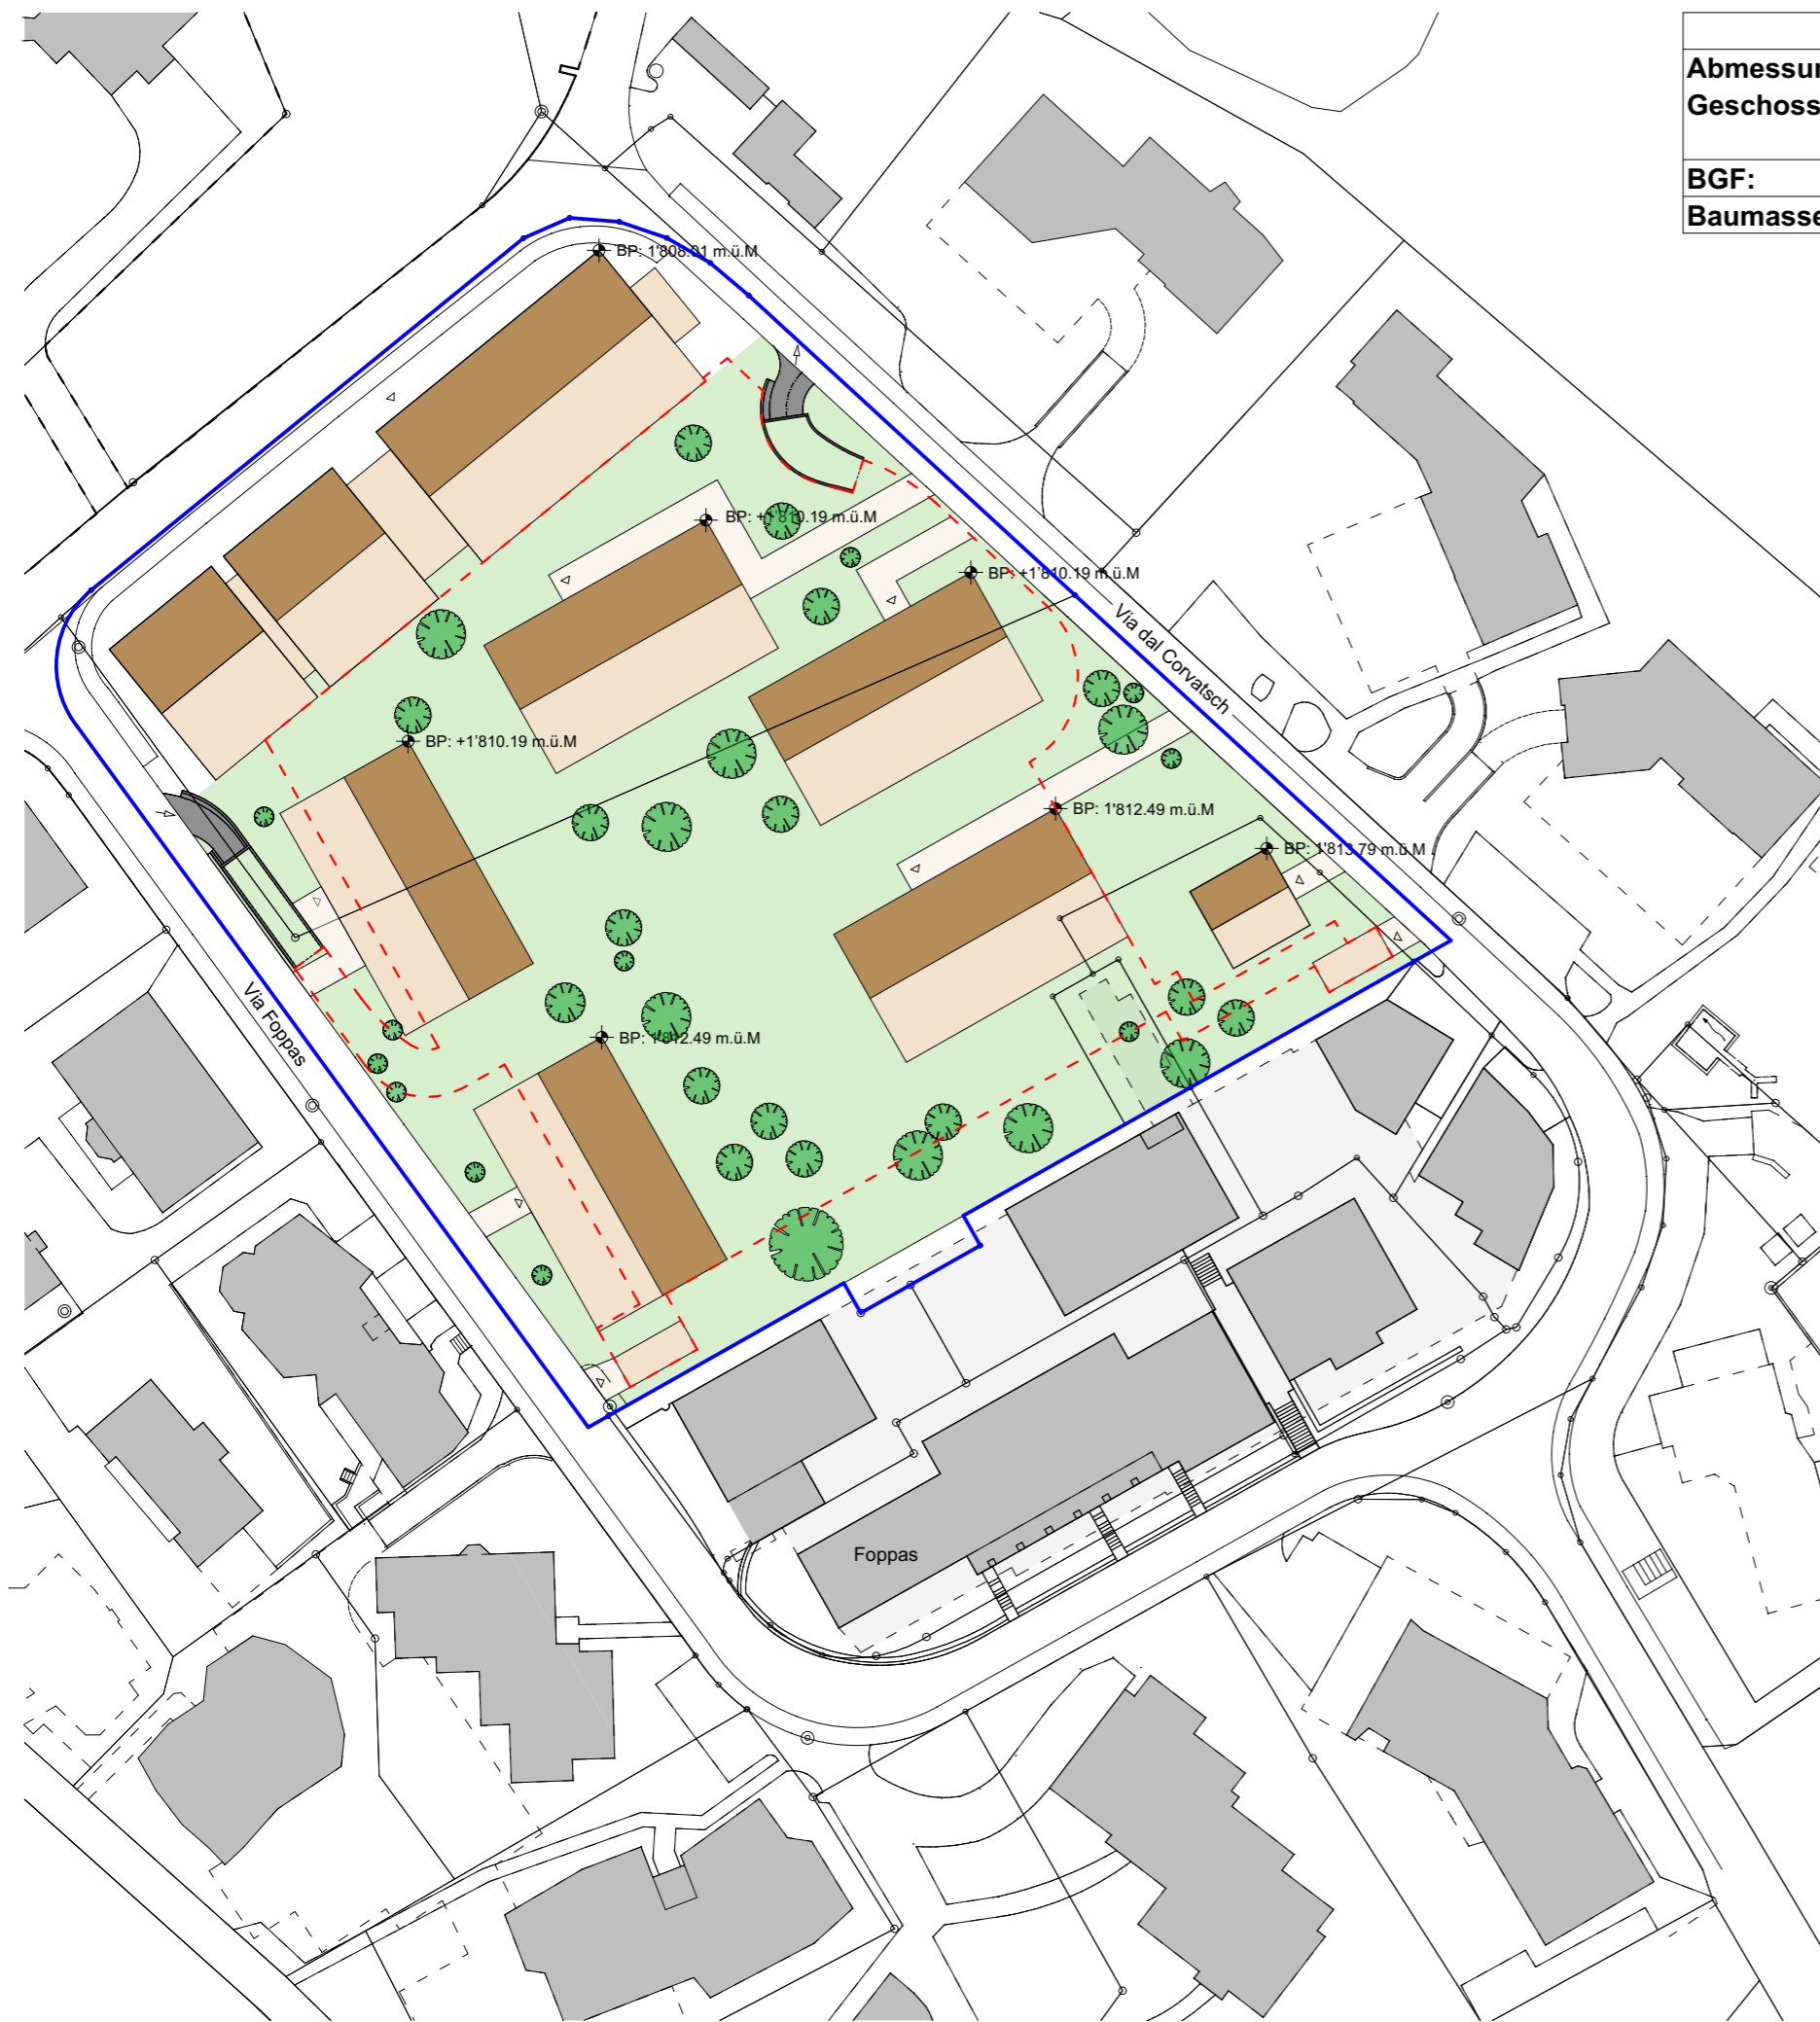 Abmessun
Geschoss
BGF:
Baumasse
BP: 1'808.01 m.ü.M
BP: +1'810.19 m.ü.M
BP: +1'810.19 m.ü.M
Via dal Corvatsch
BP: +1'810.19 m.ü.M
BP: 1'812.49 m.ü.M
BP: 1'813.79 m.ü.M
Via Foppas
BP: 1'812.49 m.ü.M
Foppas